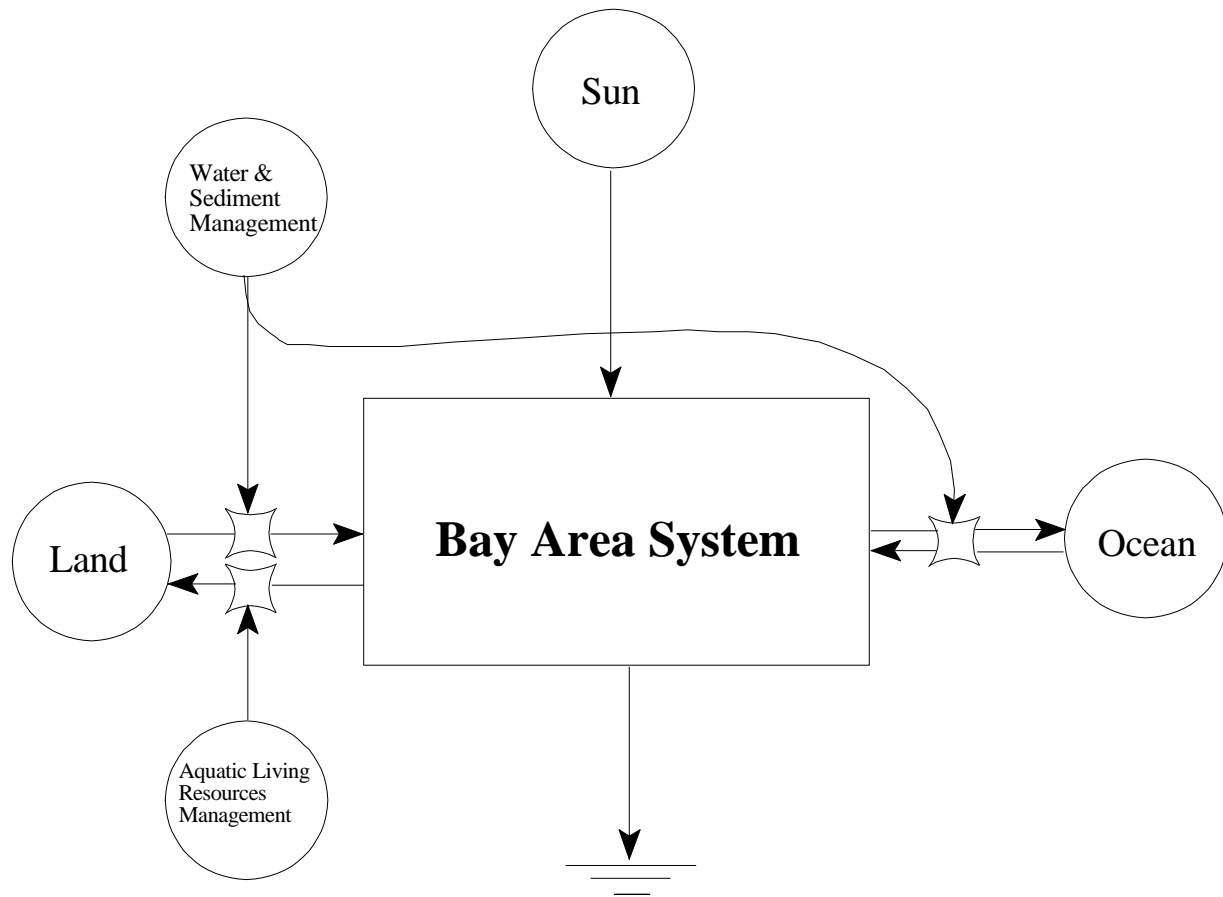 Sun
Water &
Sediment
Management
Land
Bay Area System
Ocean
Aquatic Living
Resources
Management